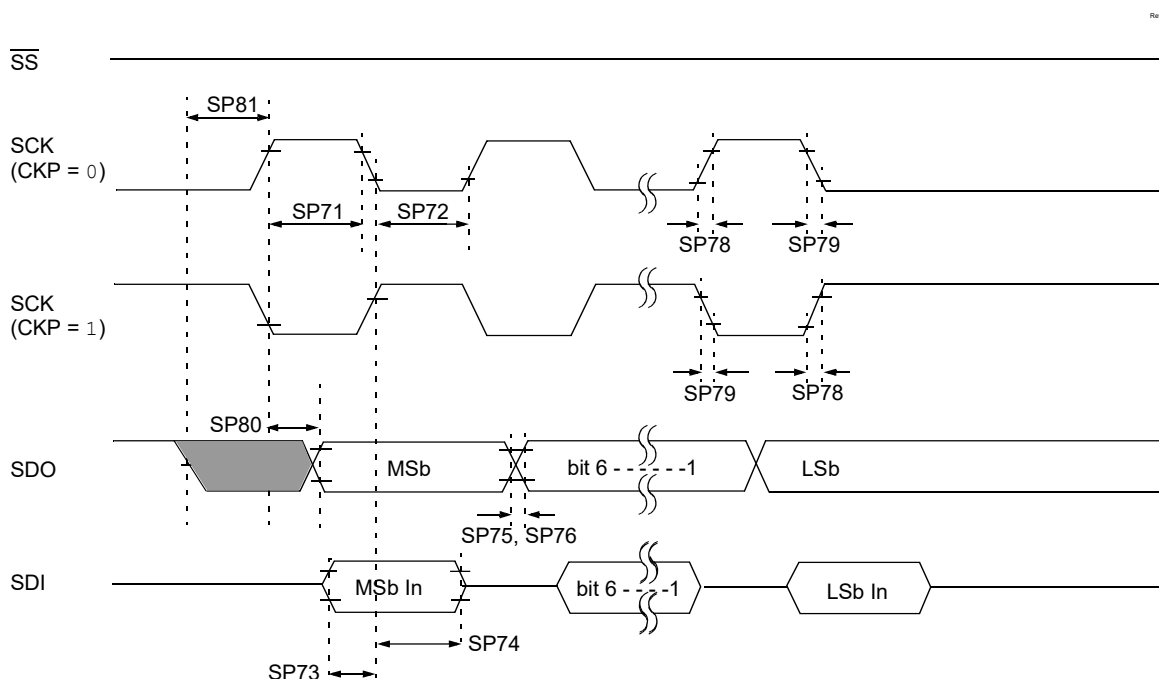 Re
SS
SP81
SCK
(CKP = 0)
SP71
SP72
SP78
SP79
SCK
(CKP = 1)
SP79
SP78
SP80
SDO
MSb
bit 6 - - - - - -1
LSb
SP75, SP76
SDI
MSb In
bit 6 - - - -1
LSb In
SP74
SP73